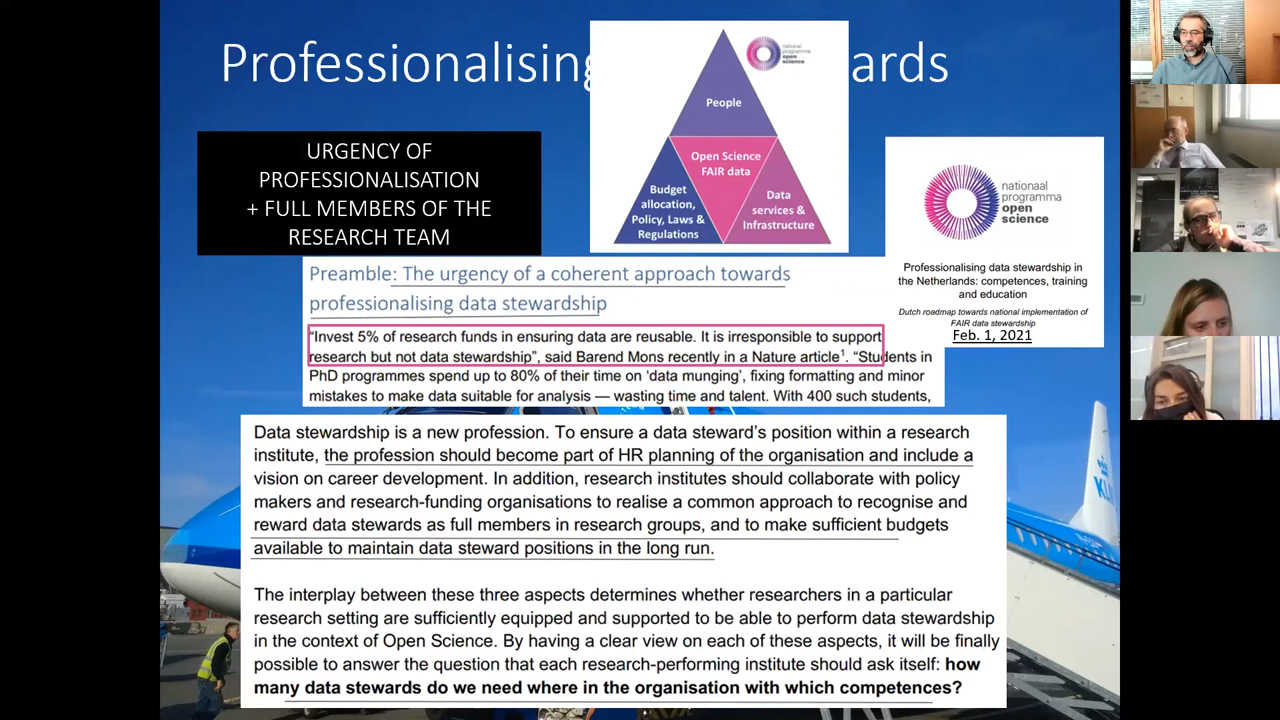 Professionalising
ards
URGENCY OF
PROFESSIONALISATION
+ FULL MEMBERS OF THE
RESEARCH TEAM
national
programme
open
science
People
Open Science
FAIR data
Budget
allocation,
Policy, Laws &
Regulations
Data
services &
Infrastructure
nationaal
programma
open
science
Professionalising data stewardship in
the Netherlands: competences, training
and education
Dutch roadmap towards national implementation of
FAIR data stewardship
Feb. 1, 2021
Preamble: The urgency of a coherent approach towards
professionalising data stewardship
“Invest 5% of research funds in ensuring data are reusable. It is irresponsible to support
research but not data stewardship”, said Barend Mons recently in a Nature article1. “Students in
PhD programmes spend up to 80% of their time on ‘data munging’, fixing formatting and minor
mistakes to make data suitable for analysis — wasting time and talent. With 400 such students,
Data stewardship is a new profession. To ensure a data steward’s position within a research
institute, the profession should become part of HR planning of the organisation and include a
vision on career development. In addition, research institutes should collaborate with policy
makers and research-funding organisations to realise a common approach to recognise and
reward data stewards as full members in research groups, and to make sufficient budgets
available to maintain data steward positions in the long run.
The interplay between these three aspects determines whether researchers in a particular
research setting are sufficiently equipped and supported to be able to perform data stewardship
in the context of Open Science. By having a clear view on each of these aspects, it will be finally
possible to answer the question that each research-performing institute should ask itself: how
many data stewards do we need where in the organisation with which competences?